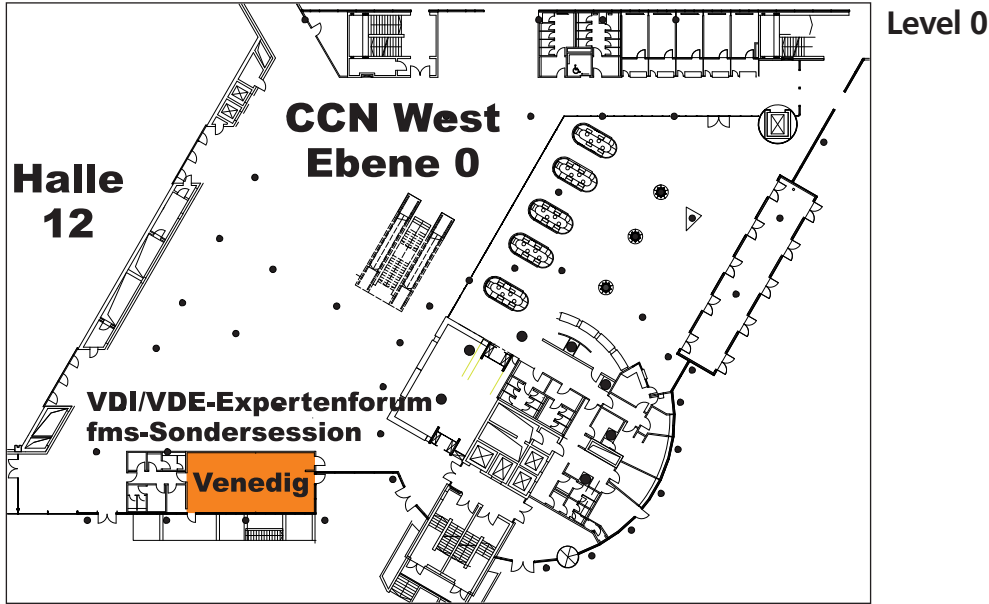 Level 0
CCN West
Ebene 0
Halle
12
VDI/VDE-Expertenforum
fms-Sondersession
Venedig